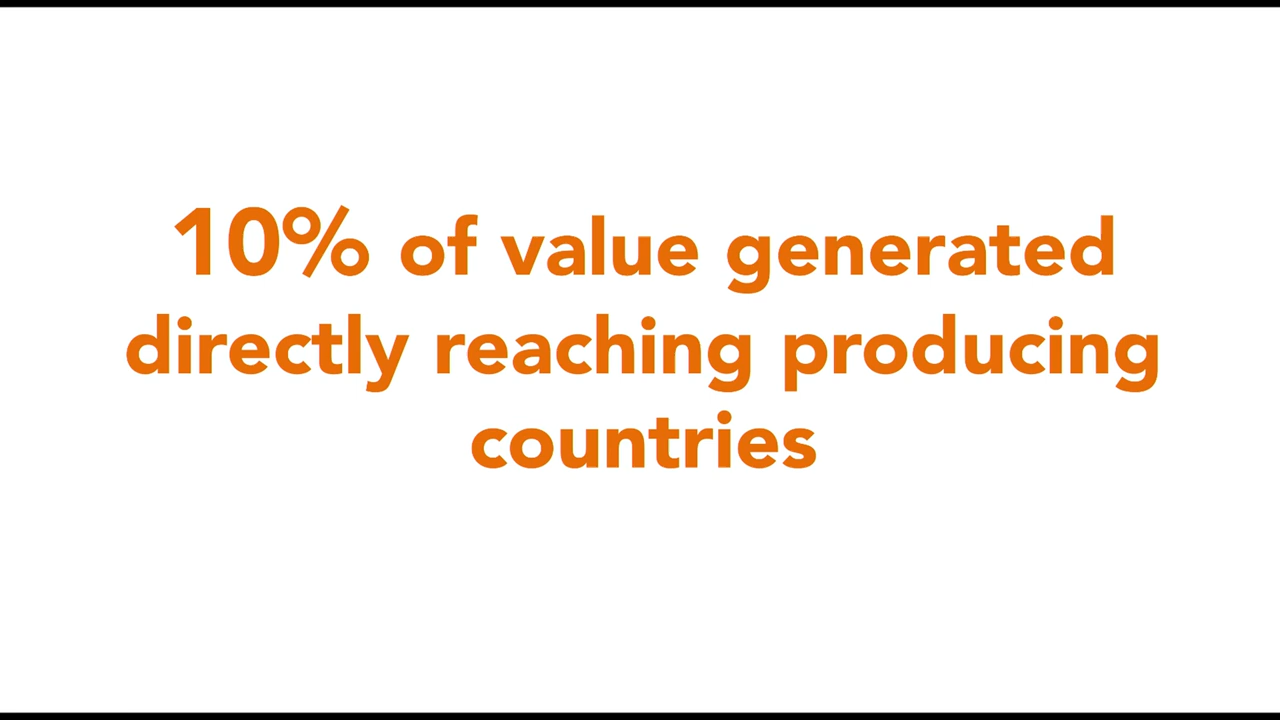 10% of value generated
directly reaching producing
countries